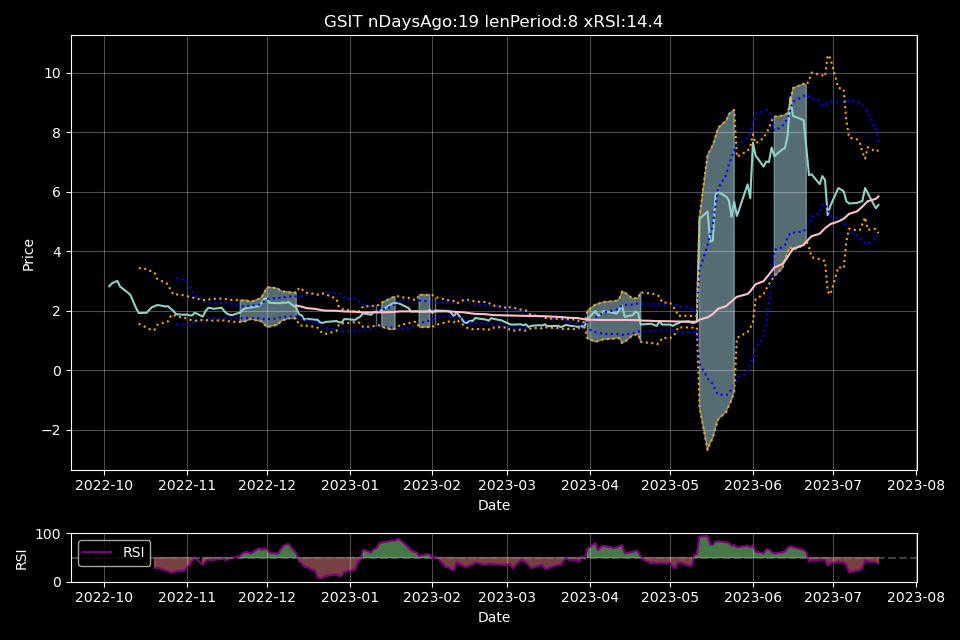 GSIT nDaysAgo:19 lenPeriod:8 xRSI:14.4
Price
10
8
6
4
2
0
−2
2022-10 2022-11 2022-12 2023-01 2023-02 2023-03 2023-04 2023-05 2023-06 2023-07 2023-08
Date
RSI
100
0
RSI
2022-10 2022-11 2022-12 2023-01 2023-02 2023-03 2023-04 2023-05 2023-06 2023-07 2023-08
Date